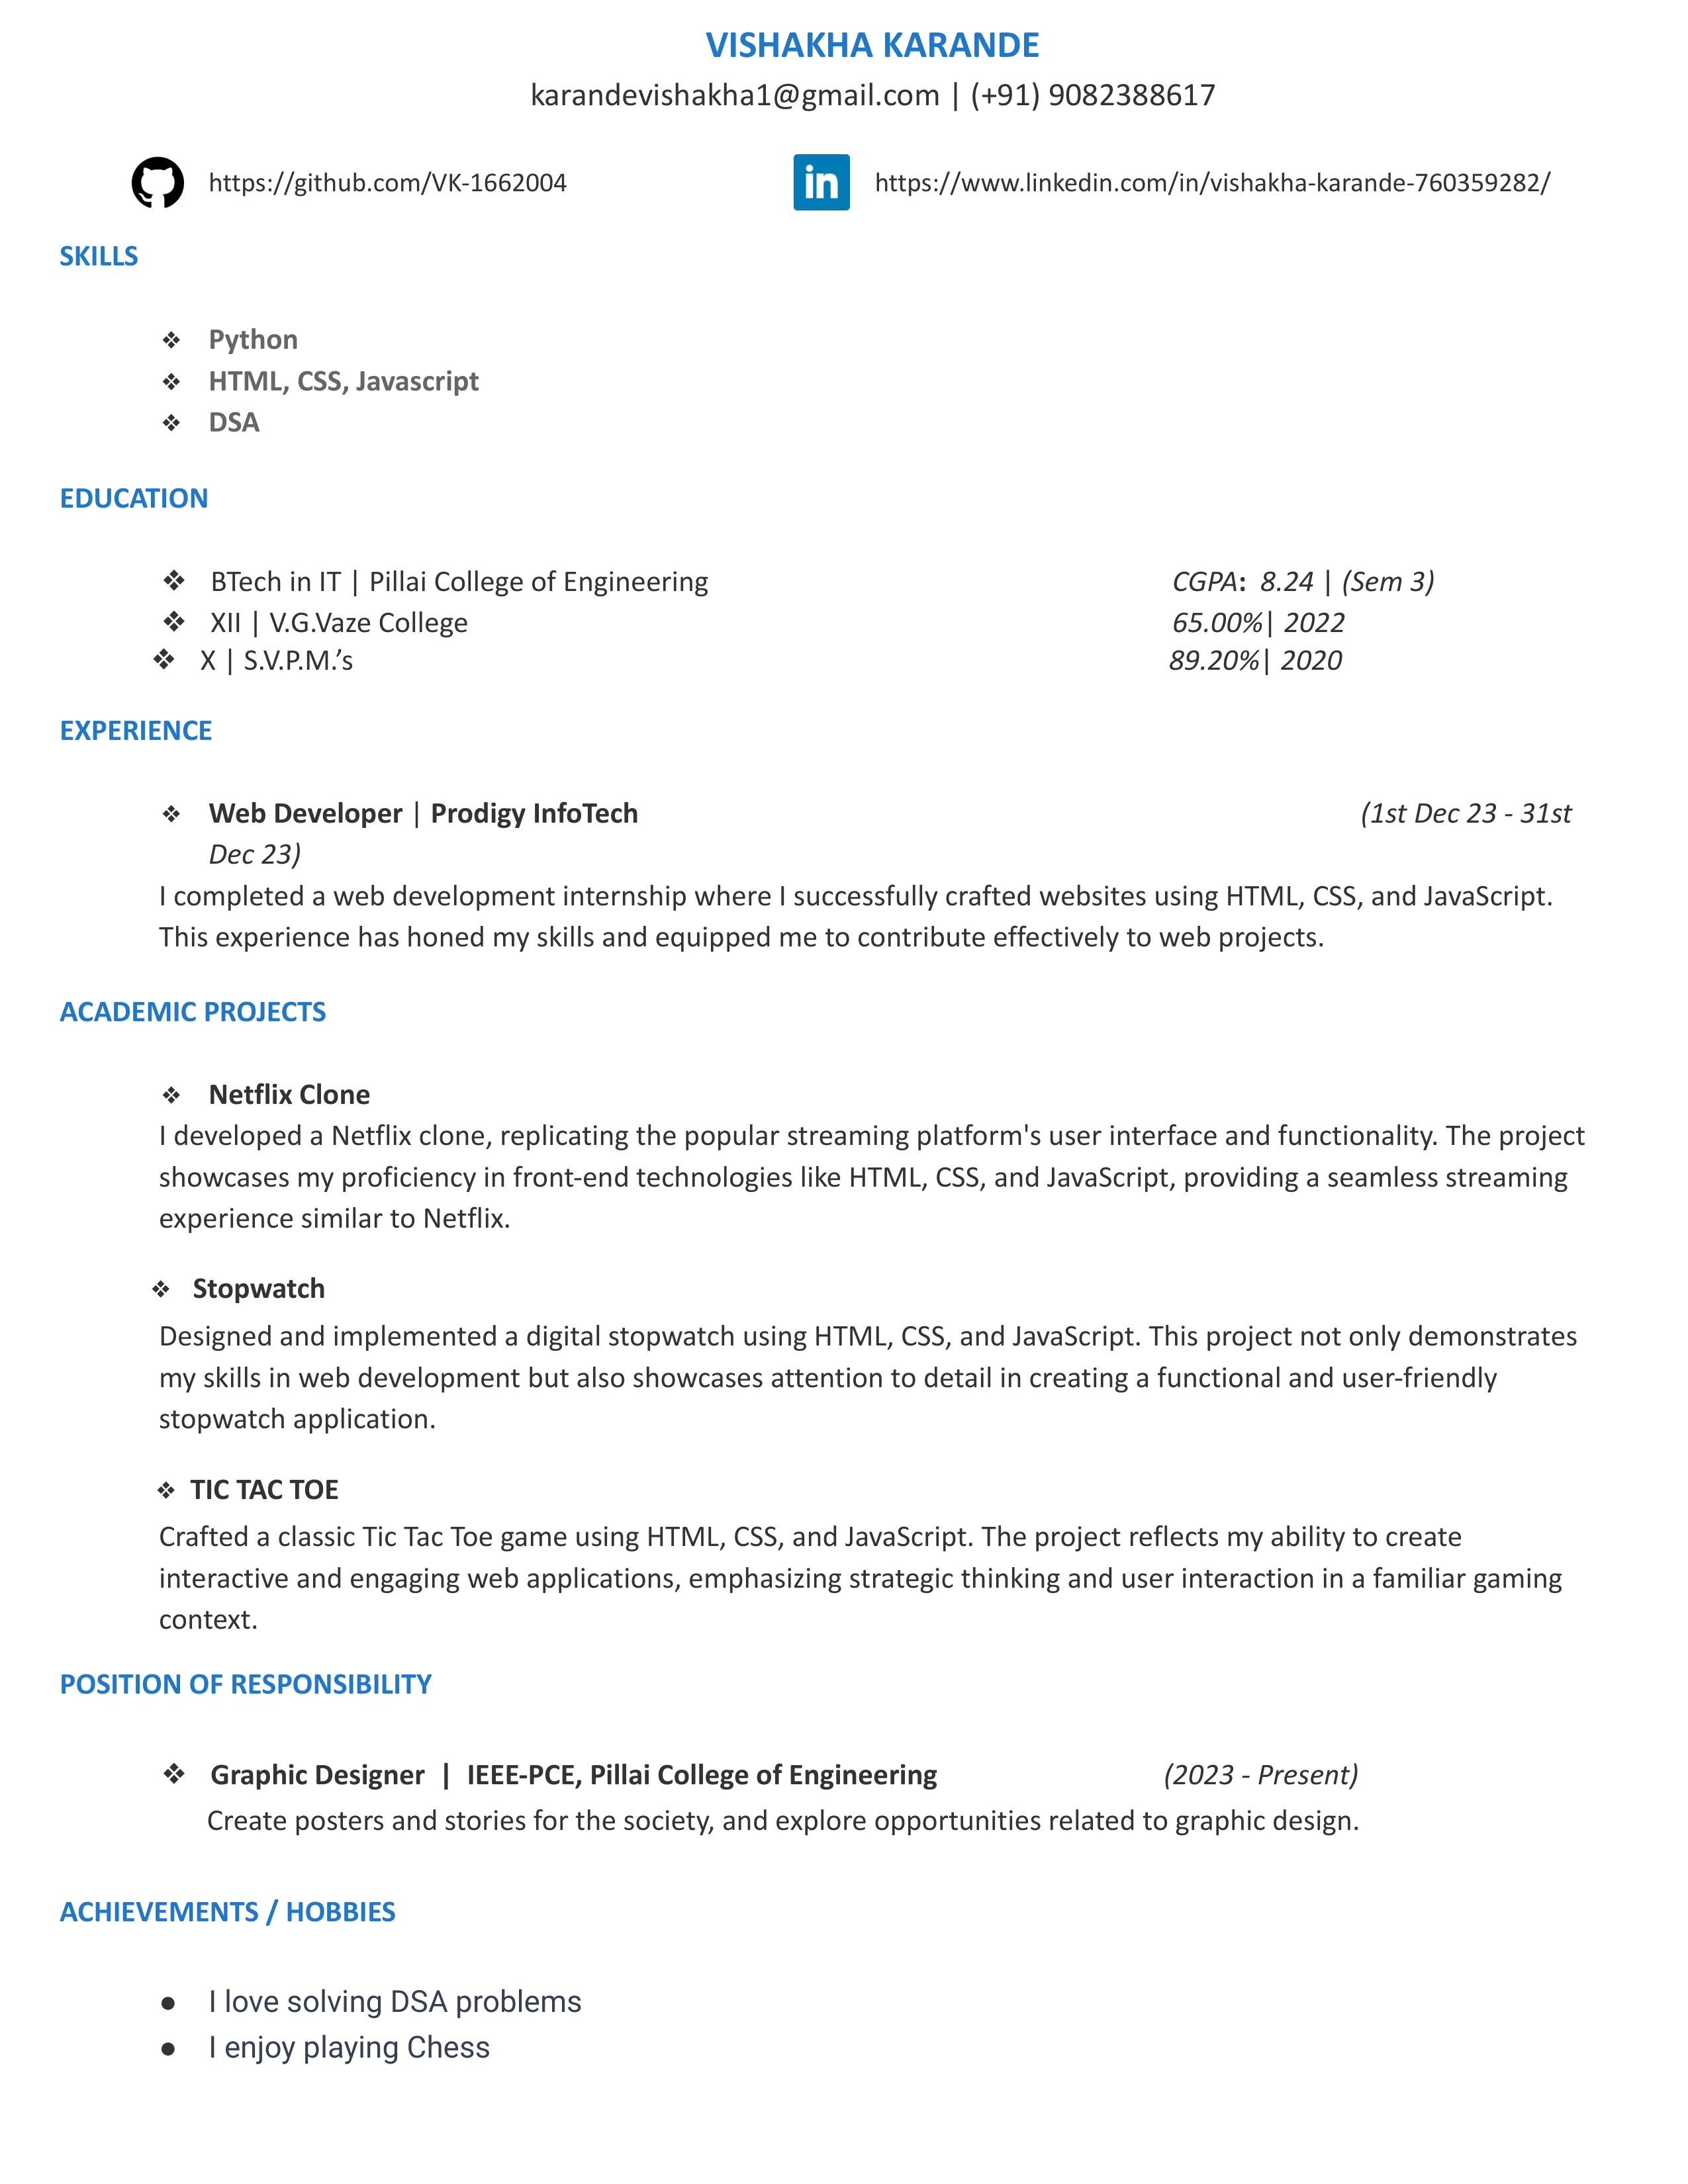 VISHAKHA KARANDE
karandevishakha1@gmail.com | (+91) 9082388617
https://github.com/VK-1662004
in https://www.linkedin.com/in/vishakha-karande-760359282/
SKILLS
❖ Python
❖ HTML, CSS, Javascript
❖ DSA
EDUCATION
❖ BTech in IT | Pillai College of Engineering CGPA: 8.24 | (Sem 3)
❖ XII | V.G.Vaze College 65.00%| 2022
❖ X | S.V.P.M.’s 89.20%| 2020
EXPERIENCE
❖ Web Developer | Prodigy InfoTech (1st Dec 23 - 31st
Dec 23)
I completed a web development internship where I successfully crafted websites using HTML, CSS, and JavaScript.
This experience has honed my skills and equipped me to contribute effectively to web projects.
ACADEMIC PROJECTS
❖ Netflix Clone
I developed a Netflix clone, replicating the popular streaming platform's user interface and functionality. The project
showcases my proficiency in front-end technologies like HTML, CSS, and JavaScript, providing a seamless streaming
experience similar to Netflix.
❖ Stopwatch
Designed and implemented a digital stopwatch using HTML, CSS, and JavaScript. This project not only demonstrates
my skills in web development but also showcases attention to detail in creating a functional and user-friendly
stopwatch application.
❖ TIC TAC TOE
Crafted a classic Tic Tac Toe game using HTML, CSS, and JavaScript. The project reflects my ability to create
interactive and engaging web applications, emphasizing strategic thinking and user interaction in a familiar gaming
context.
POSITION OF RESPONSIBILITY
❖ Graphic Designer | IEEE-PCE, Pillai College of Engineering (2023 - Present)
Create posters and stories for the society, and explore opportunities related to graphic design.
ACHIEVEMENTS / HOBBIES
● I love solving DSA problems
● I enjoy playing Chess